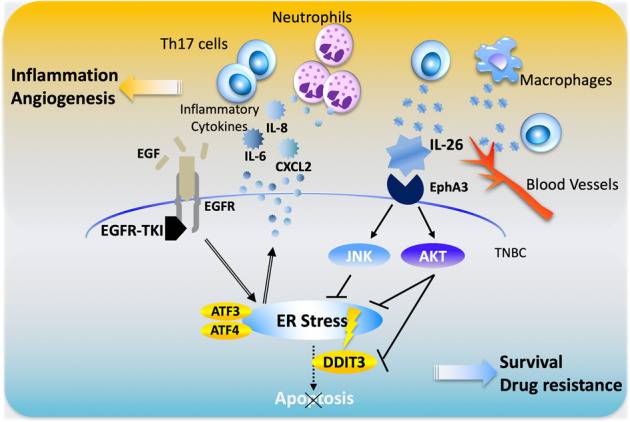 Neutrophils
Th17 cells
Macrophages
Inflammation
Angiogenesis
Inflammatory
Cytokines
IL-8
IL-6
CXCL2
IL-26
EGF
EphA3
Blood Vessels
EGFR
EGFR-TKI
JNK
AKT
TNBC
ATF3
ATF4
ER Stress
DDIT3
Apoptosis
Survival
Drug resistance